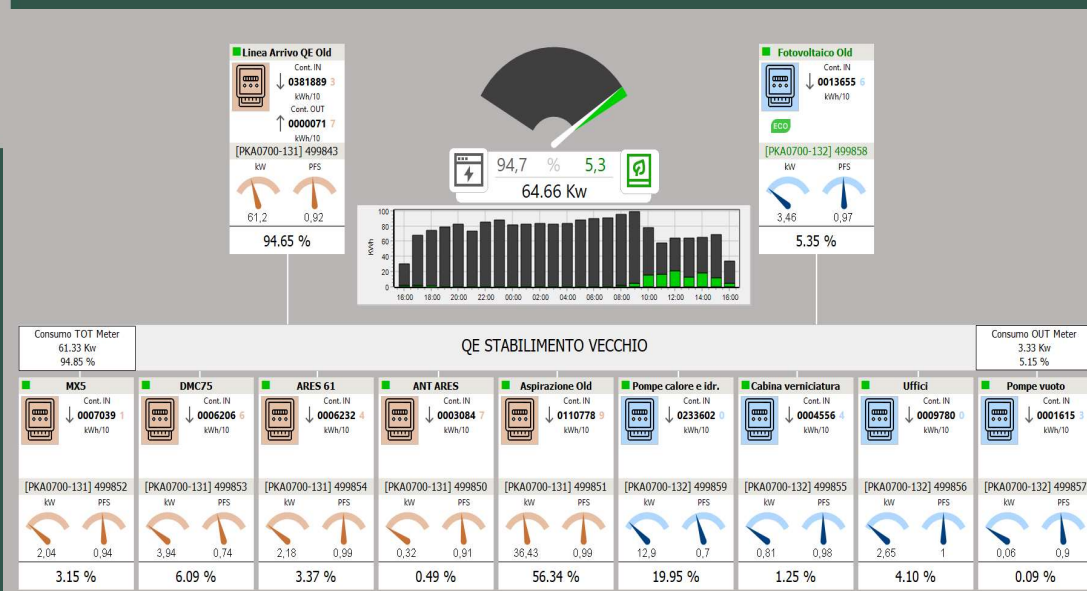 Linea Arrivo QE Old
Cont. IN
0381889 3
kWh/10
Cont. OUT
0000071 7
kWh/10
[PKA0700-131] 499843
kW PFS
61,2 0,92
94.65 %
94,7 % 5,3
64.66 Kw
KWh
100
80
60
40
20
0
16:00 18:00 20:00 22:00 00:00 02:00 04:00 06:00 08:00 10:00 12:00 14:00 16:00
Fotovoltaico Old
Cont. IN
0013655 6
kWh/10
ECO
[PKA0700-132] 499858
kW PFS
3,46 0,97
5.35 %
Consumo TOT Meter
61.33 Kw
94.85 %
QE STABILIMENTO VECCHIO
Consumo OUT Meter
3.33 Kw
5.15 %
MX5
Cont. IN
0007039 1
kWh/10
[PKA0700-131] 499852
kW PFS
2,04 0,94
3.15 %
DMC75
Cont. IN
0006206 6
kWh/10
[PKA0700-131] 499853
kW PFS
3,94 0,74
6.09 %
ARES 61
Cont. IN
0006232 4
kWh/10
[PKA0700-131] 499854
kW PFS
2,18 0,99
3.37 %
ANT ARES
Cont. IN
0003084 7
kWh/10
[PKA0700-131] 499850
kW PFS
0,32 0,91
0.49 %
Aspirazione Old
Cont. IN
0110778 9
kWh/10
[PKA0700-131] 499851
kW PFS
36,43 0,99
56.34 %
Pompe calore e idr.
Cont. IN
0233602 0
kWh/10
[PKA0700-132] 499859
kW PFS
12,9 0,7
19.95 %
Cabina verniciatura
Cont. IN
0004556 4
kWh/10
[PKA0700-132] 499855
kW PFS
0,81 0,98
1.25 %
Uffici
Cont. IN
0009780 0
kWh/10
[PKA0700-132] 499856
kW PFS
2,65 1
4.10 %
Pompe vuoto
Cont. IN
0001615 3
kWh/10
[PKA0700-132] 499857
kW PFS
0,06 0,9
0.09 %